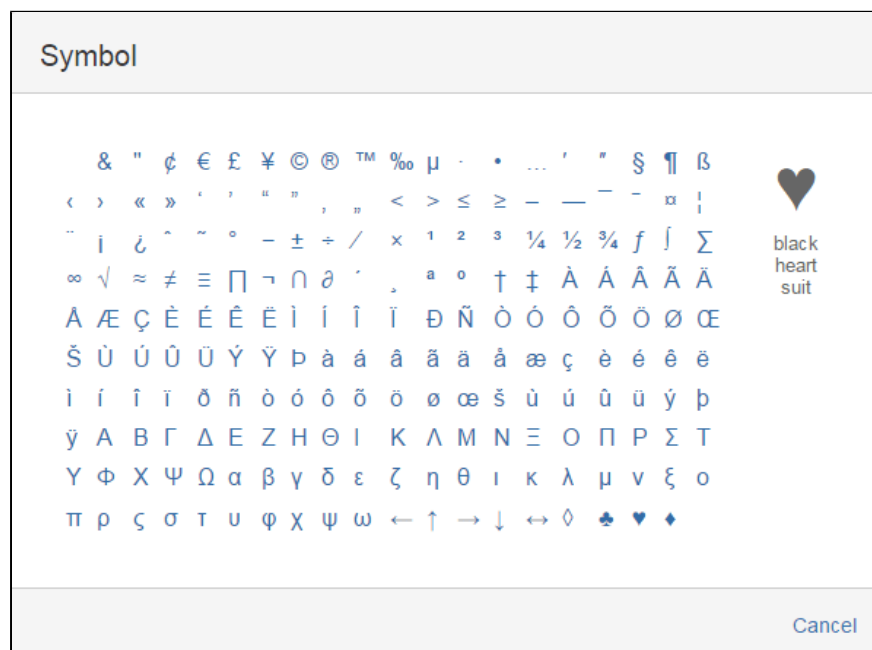 Symbol
& " ¢ € £ ¥ © ® ™ ‰ µ · • … ′ ″ § ¶ ß
‹ › « » ‘ ’ “ ” ‚ „ < > ≤ ≥ – — ¯ ‾ ¤ ¦
¨ ¡ ¿ ˆ ˜ ° − ± ÷ ⁄ × ¹ ² ³ ¼ ½ ¾ ƒ ∫ ∑
∞ √ ≈ ≠ ≡ ∏ ¬ ∩ ∂ ´ ¸ ª º † ‡ À Á Â Ã Ä
Å Æ Ç È É Ê Ë Ì Í Î Ï Ð Ñ Ò Ó Ô Õ Ö Ø Œ
Š Ù Ú Û Ü Ý Ÿ Þ à á â ã ä å æ ç è é ê ë
ì í î ï ð ñ ò ó ô õ ö ø œ š ù ú û ü ý þ
ÿ Α Β Γ Δ Ε Ζ Η Θ Ι Κ Λ Μ Ν Ξ Ο Π Ρ Σ Τ
Υ Φ Χ Ψ Ω α β γ δ ε ζ η θ ι κ λ μ ν ξ ο
π ρ ς σ τ υ φ χ ψ ω ← ↑ → ↓ ↔ ◊ ♣ ♥ ♦
♥
black
heart
suit
Cancel